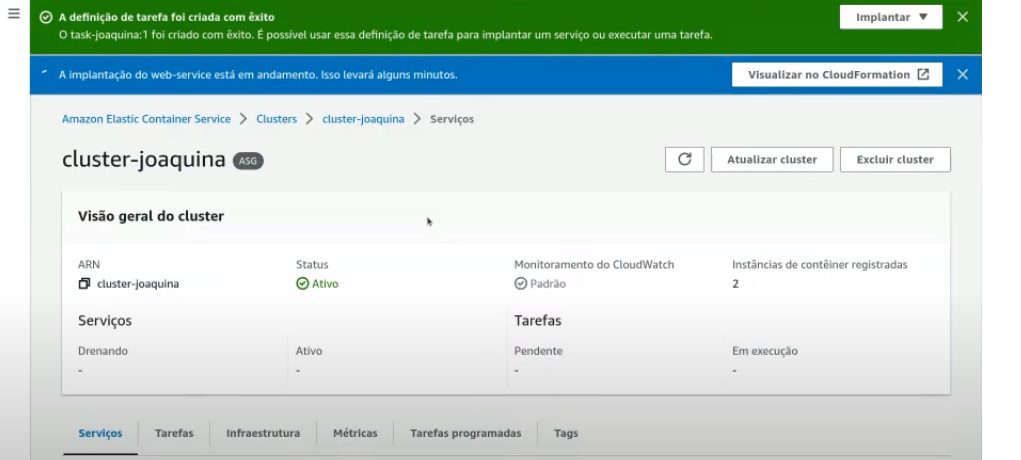 A definição de tarefa foi criada com êxito
Implantar
O task-joaquina:1 foi criado com êxito. É possível usar essa definição de tarefa para implantar um serviço ou executar uma tarefa.
A implantação do web-service está em andamento. Isso levará alguns minutos.
Visualizar no CloudFormation
Amazon Elastic Container Service > Clusters > cluster-joaquina > Serviços
cluster-joaquina ASG
Atualizar cluster
Excluir cluster
Visão geral do cluster
ARN
cluster-joaquina
Status
Ativo
Monitoramento do CloudWatch
Padrão
Instâncias de contêiner registradas
2
Serviços
Drenando
-
Ativo
-
Tarefas
Pendente
-
Em execução
-
Serviços
Tarefas
Infraestrutura
Métricas
Tarefas programadas
Tags